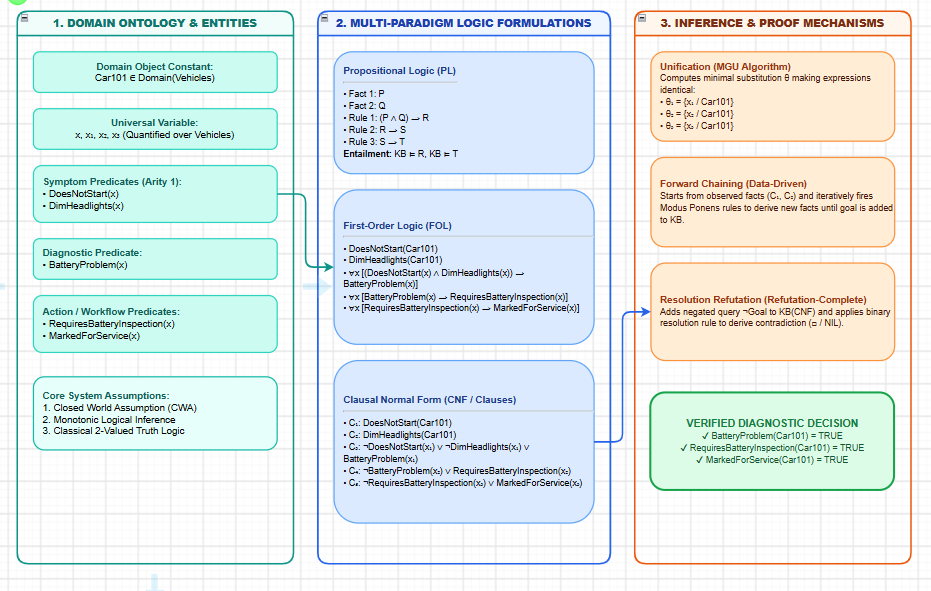 1. DOMAIN ONTOLOGY & ENTITIES
Domain Object Constant:
Car101 ∈ Domain(Vehicles)
Universal Variable:
x, x₁, x₂, x₃ (Quantified over Vehicles)
Symptom Predicates (Arity 1):
• DoesNotStart(x)
• DimHeadlights(x)
Diagnostic Predicate:
• BatteryProblem(x)
Action / Workflow Predicates:
• RequiresBatteryInspection(x)
• MarkedForService(x)
Core System Assumptions:
1. Closed World Assumption (CWA)
2. Monotonic Logical Inference
3. Classical 2-Valued Truth Logic
2. MULTI-PARADIGM LOGIC FORMULATIONS
Propositional Logic (PL)
• Fact 1: P
• Fact 2: Q
• Rule 1: (P ∧ Q) → R
• Rule 2: R → S
• Rule 3: S → T
Entailment: KB ⊨ R, KB ⊨ T
First-Order Logic (FOL)
• DoesNotStart(Car101)
• DimHeadlights(Car101)
• ∀x [(DoesNotStart(x) ∧ DimHeadlights(x)) →
BatteryProblem(x)]
• ∀x [BatteryProblem(x) → RequiresBatteryInspection(x)]
• ∀x [RequiresBatteryInspection(x) → MarkedForService(x)]
Clausal Normal Form (CNF / Clauses)
• C₁: DoesNotStart(Car101)
• C₂: DimHeadlights(Car101)
• C₃: ¬DoesNotStart(x₁) ∨ ¬DimHeadlights(x₁) ∨
BatteryProblem(x₁)
• C₄: ¬BatteryProblem(x₂) ∨ RequiresBatteryInspection(x₂)
• C₅: ¬RequiresBatteryInspection(x₃) ∨ MarkedForService(x₃)
3. INFERENCE & PROOF MECHANISMS
Unification (MGU Algorithm)
Computes minimal substitution θ making expressions
identical:
• θ₁ = {x₁ / Car101}
• θ₂ = {x₂ / Car101}
• θ₃ = {x₃ / Car101}
Forward Chaining (Data-Driven)
Starts from observed facts (C₁, C₂) and iteratively fires
Modus Ponens rules to derive new facts until goal is added
to KB.
Resolution Refutation (Refutation-Complete)
Adds negated query ¬Goal to KB(CNF) and applies binary
resolution rule to derive contradiction (□ / NIL).
VERIFIED DIAGNOSTIC DECISION
✓ BatteryProblem(Car101) = TRUE
✓ RequiresBatteryInspection(Car101) = TRUE
✓ MarkedForService(Car101) = TRUE